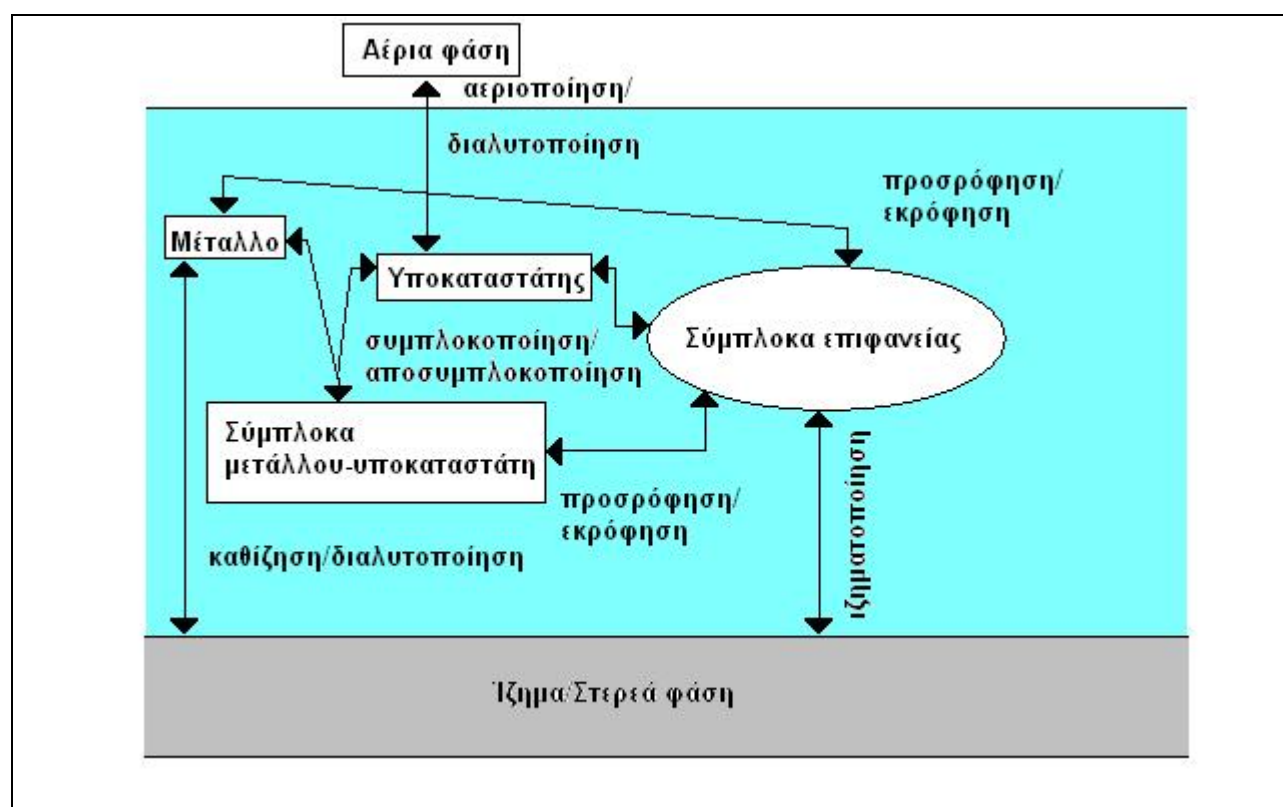 Αέρια φάση
αεριοποίηση/
διαλυτοποίηση
προσρόφηση/
εκρόφηση
Μέταλλο
Υποκαταστάτης
Σύμπλοκα επιφανείας
συμπλοκοποίηση/
αποσυμπλοκοποίηση
Σύμπλοκα
μετάλλου-υποκαταστάτη
προσρόφηση/
εκρόφηση
καθίζηση/διαλυτοποίηση
ιζηματοποίηση
Ίζημα/Στερεά φάση